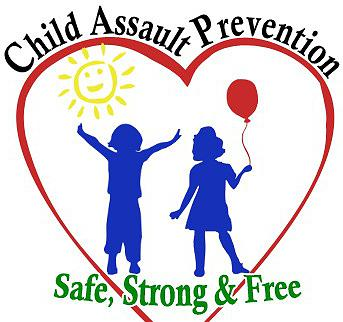 Child Assault Prevention
Safe, Strong & Free